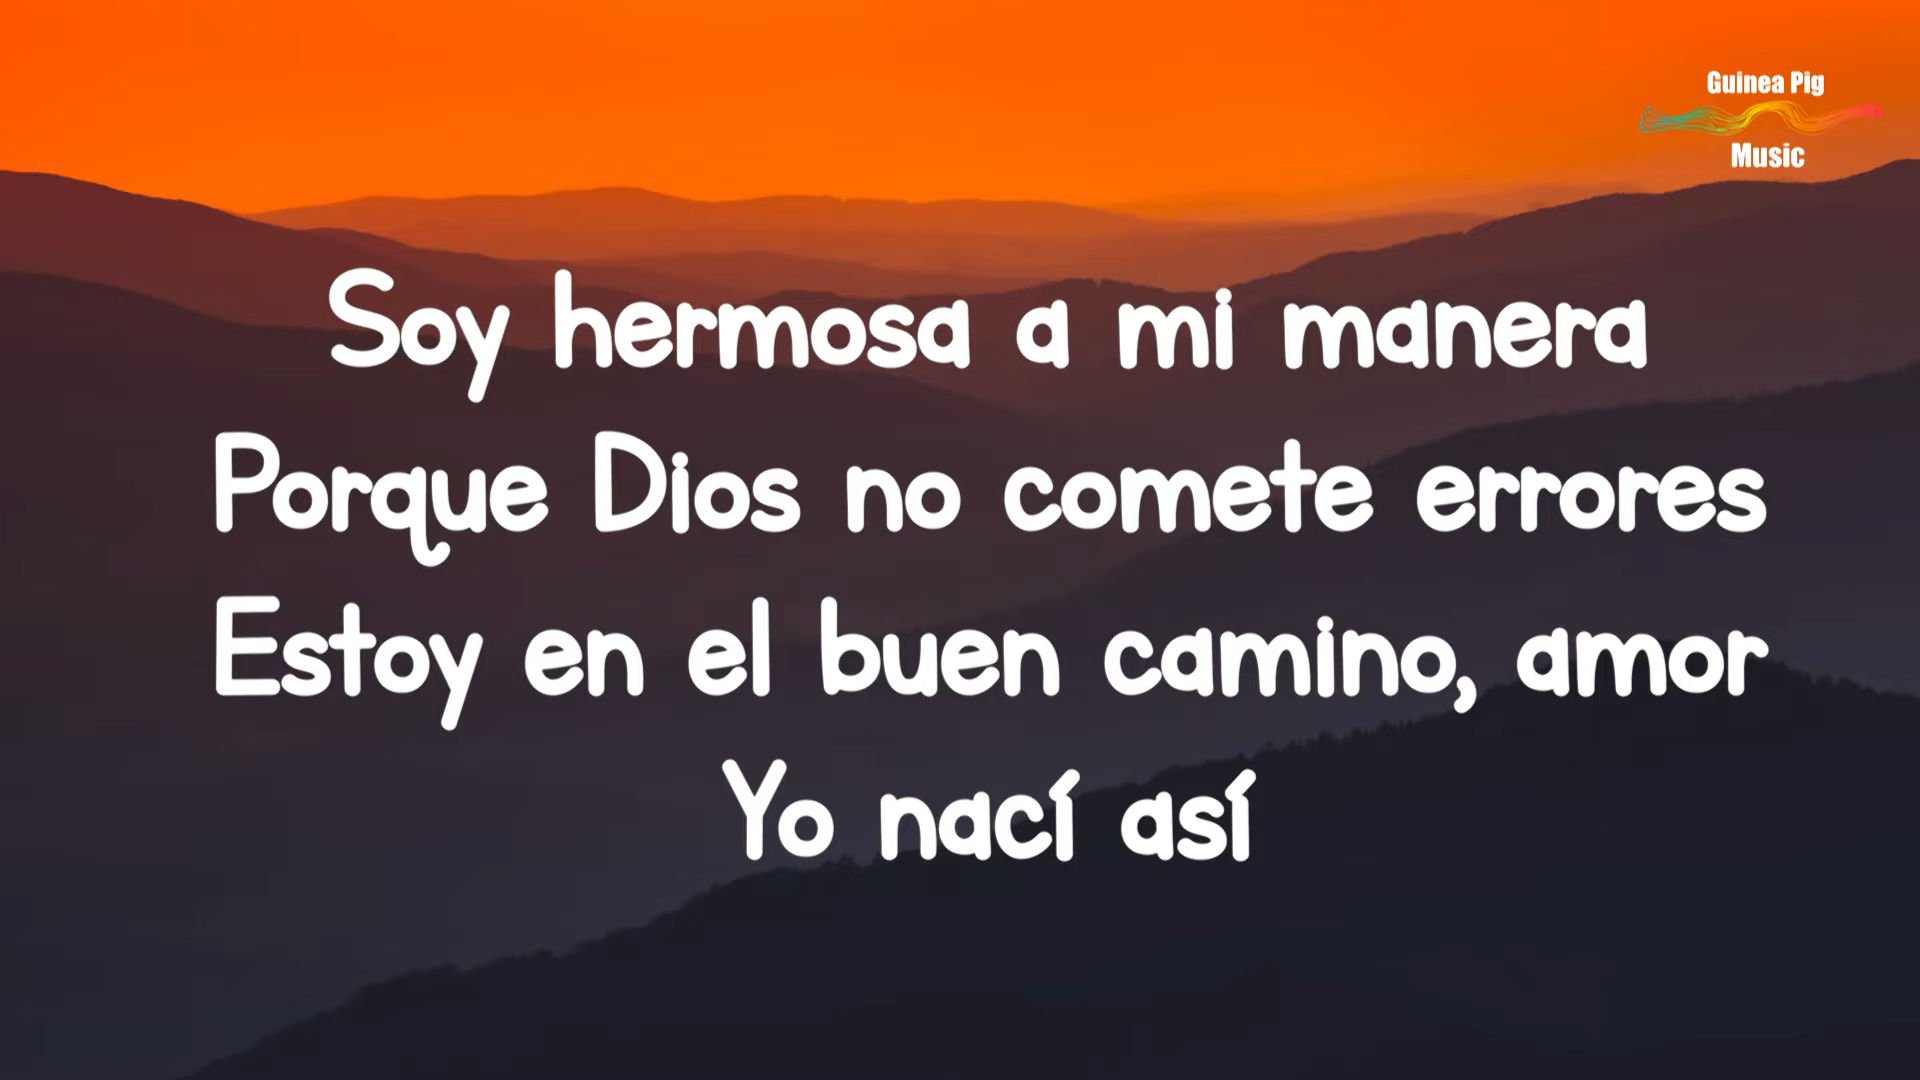 Guinea Pig
Music
Soy hermosa a mi manera
Porque Dios no comete errores
Estoy en el buen camino, amor
Yo nací así